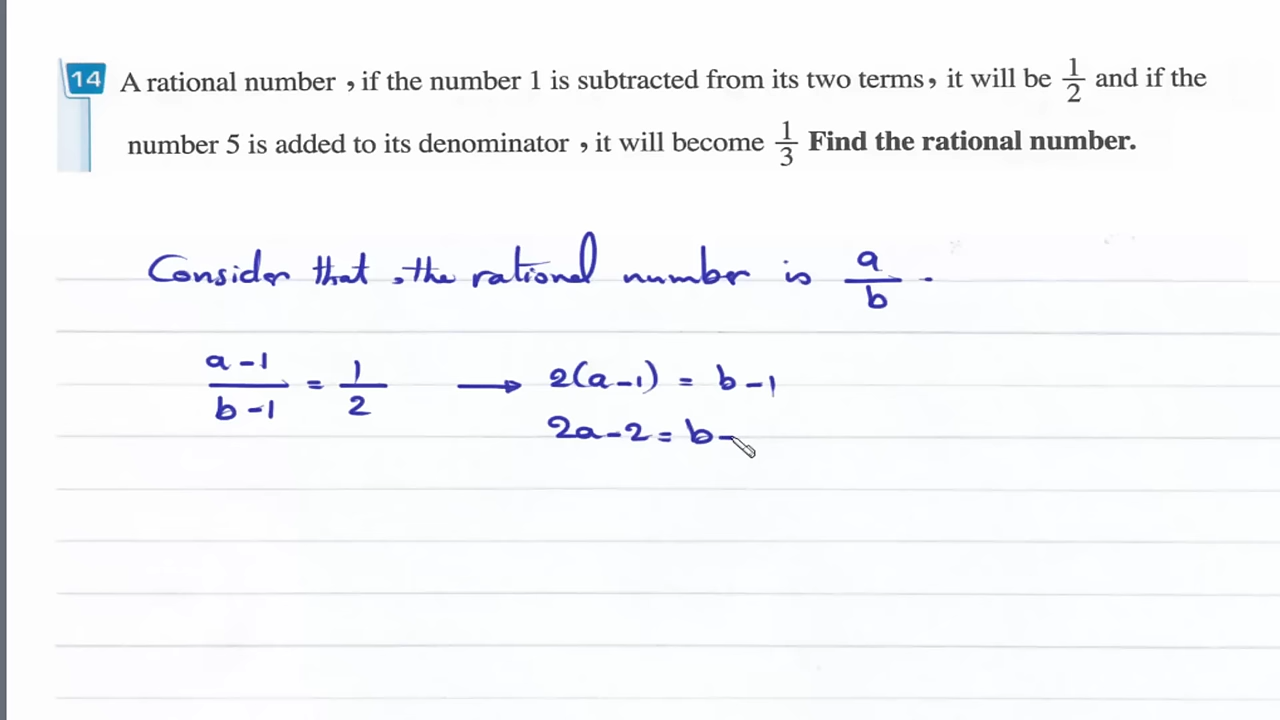 14 A rational number , if the number 1 is subtracted from its two terms, it will be 1/2 and if the
number 5 is added to its denominator , it will become 1/3 Find the rational number.
Consider that , the rational number is a/b .
(a-1)/(b-1) = 1/2 → 2(a-1) = b-1
2a-2 = b-